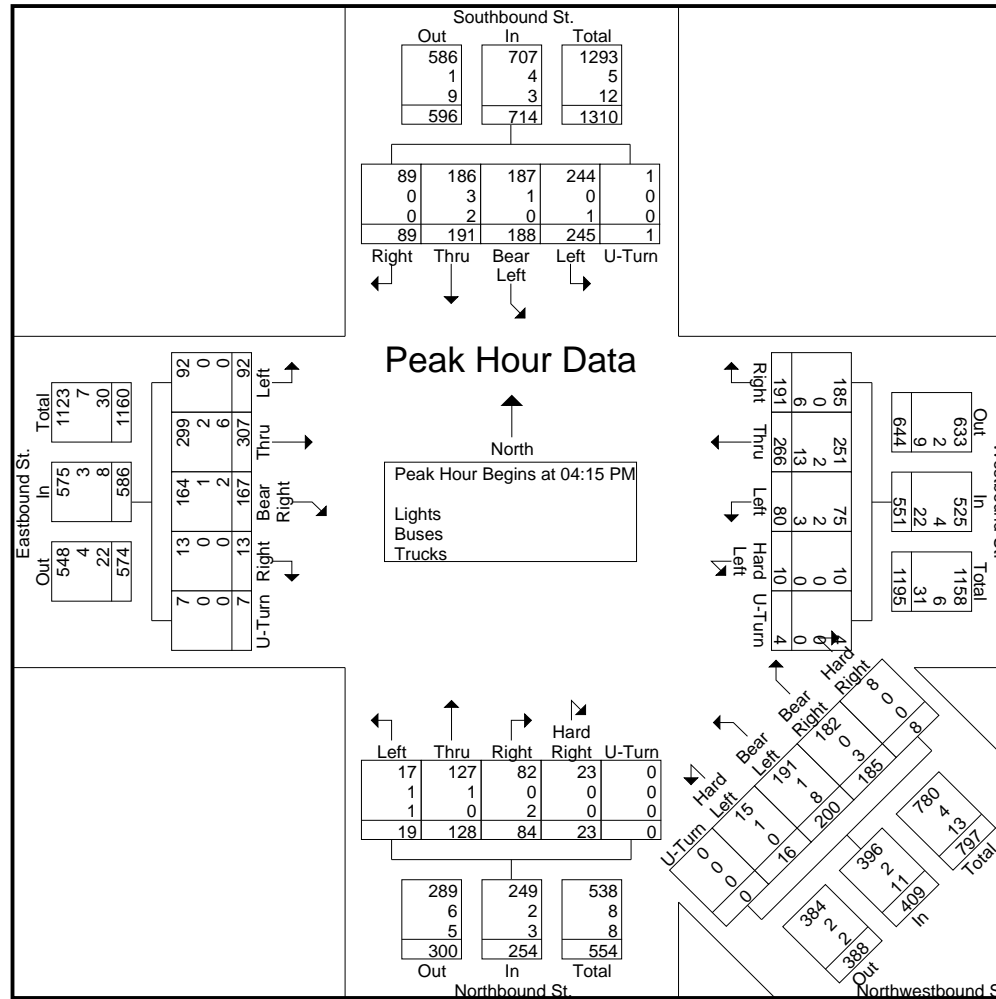 Southbound St.
Out In Total
586 707 1293
1 4 5
9 3 12
596 714 1310
89 186 187 244 1
0 3 1 0 0
0 2 0 1 0
89 191 188 245 1
Right Thru Bear Left Left U-Turn
Peak Hour Data
North
Peak Hour Begins at 04:15 PM
Lights
Buses
Trucks
Eastbound St.
Out In Total
548 575 1123
4 3 7
22 8 30
574 586 1160
U-Turn Right Bear Right Thru Left
7 13 164 299 92
0 0 1 2 0
0 0 2 6 0
7 13 167 307 92
Out In Total
633 525 1158
2 4 6
9 22 31
644 551 1195
185 251 75 10 4
0 2 2 0 0
6 13 3 0 0
191 266 80 10 4
Right Thru Left Hard Left U-Turn
Left Thru Right Hard Right U-Turn
17 127 82 23 0
1 1 0 0 0
1 0 2 0 0
19 128 84 23 0
289 249 538
6 2 8
5 3 8
300 254 554
Out In Total
Northbound St.
U-Turn Hard Left Bear Left Bear Right Hard Right
0 15 191 182 8
0 1 1 0 0
0 0 8 3 0
0 16 200 185 8
384 396 780
2 2 4
2 11 13
388 409 797
Out In Total
Northwestbound S